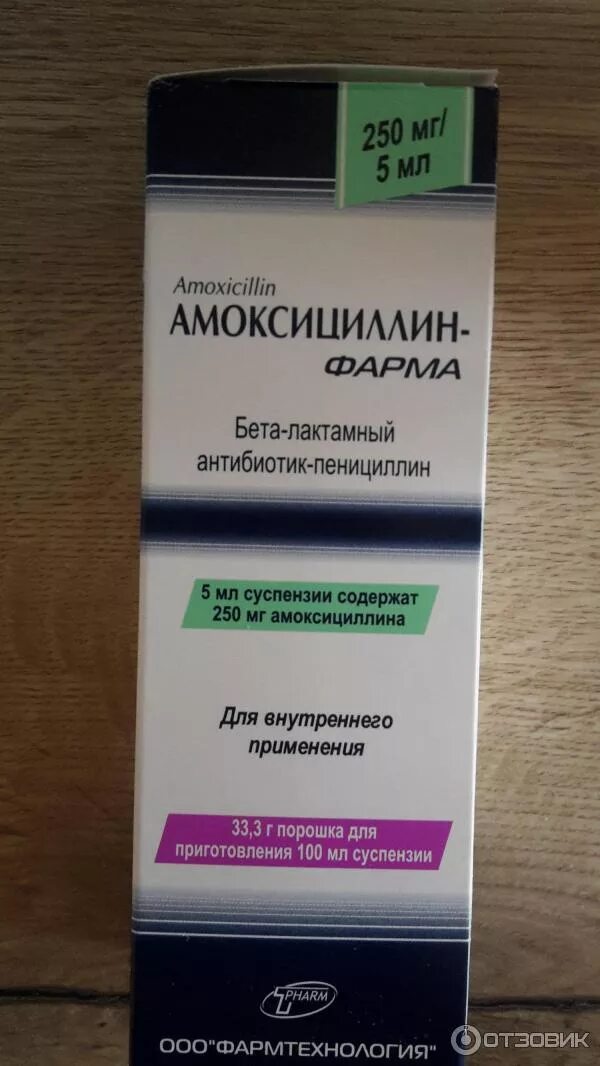 250 мг/
5 мл
Amoxicillin
АМОКСИЦИЛЛИН-
ФАРМА
Бета-лактамный
антибиотик-пенициллин
5 мл суспензии содержат
250 мг амоксициллина
Для внутреннего
применения
33,3 г порошка для
приготовления 100 мл суспензии
PHARM
ООО"ФАРМТЕХНОЛОГИЯ"
ОТЗОВИК